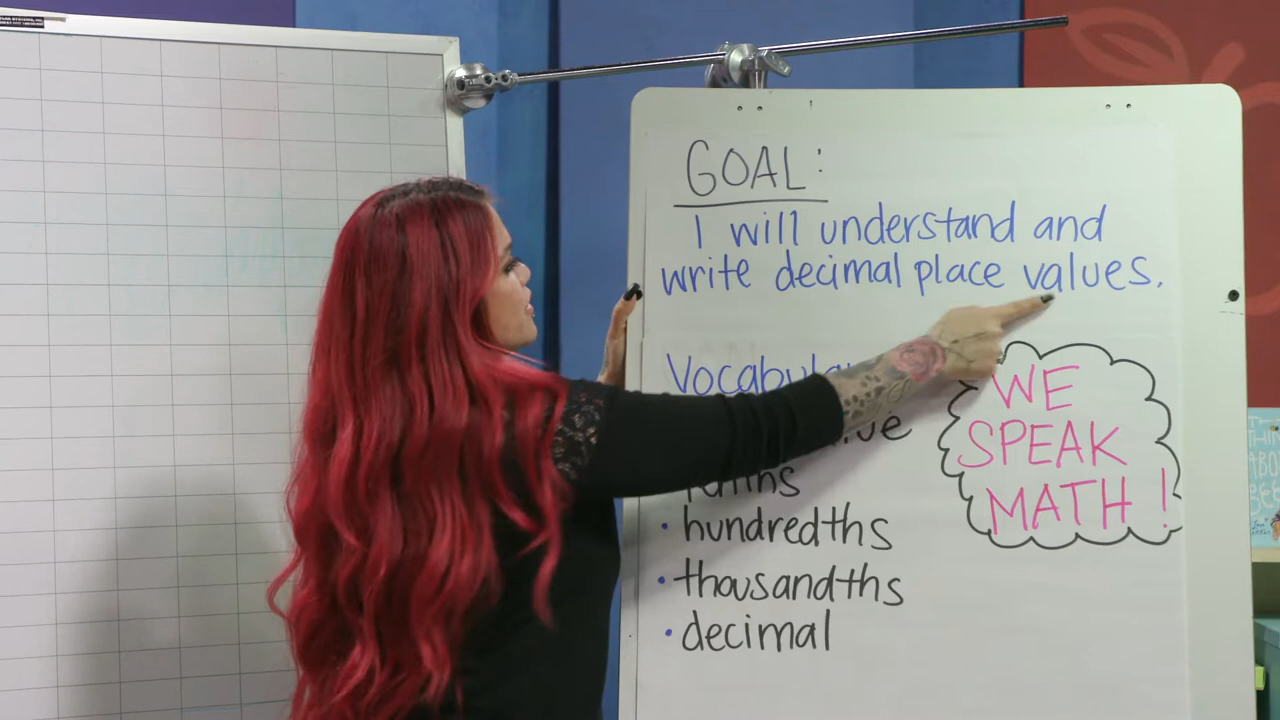 GOAL:
I will understand and
write decimal place values.
hundredths
thousandths
decimal
WE
SPEAK
MATH!